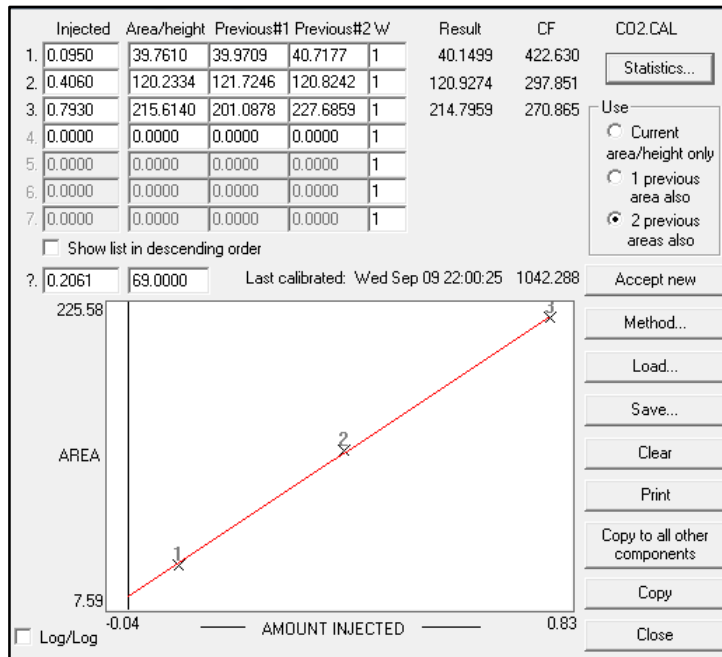 Injected Area/height Previous#1 Previous#2 W Result CF CO2.CAL
1. 0.0950 39.7610 39.9709 40.7177 1 40.1499 422.630
Statistics...
2. 0.4060 120.2334 121.7246 120.8242 1 120.9274 297.851
3. 0.7930 215.6140 201.0878 227.6859 1 214.7959 270.865
Use
4. 0.0000 0.0000 0.0000 0.0000 1
Current
area/height only
5. 0.0000 0.0000 0.0000 0.0000 1
1 previous
area also
6. 0.0000 0.0000 0.0000 0.0000 1
2 previous
areas also
7. 0.0000 0.0000 0.0000 0.0000 1
Show list in descending order
?. 0.2061 69.0000 Last calibrated: Wed Sep 09 22:00:25 1042.288
Accept new
225.58
3
Method...
Load...
Save...
2
AREA
Clear
Print
1
Copy to all other
components
7.59
Copy
-0.04 AMOUNT INJECTED 0.83
Log/Log
Close